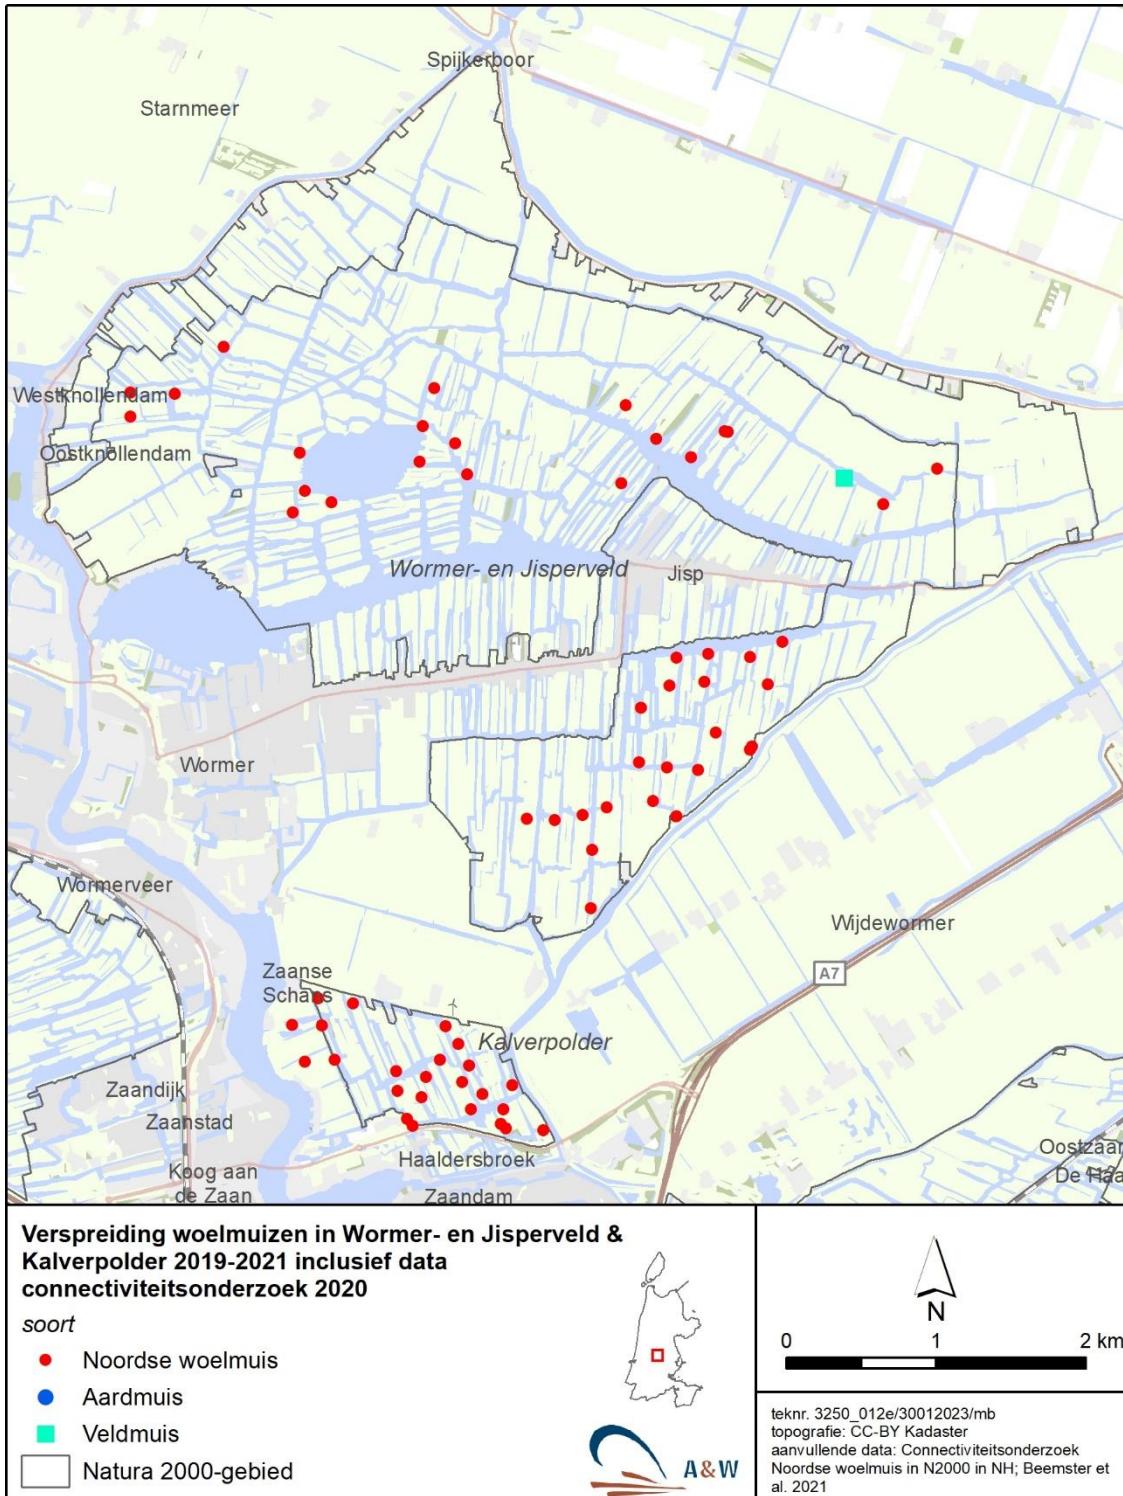 Spijkerboor
Starnmeer
Westknollendam
Oostknollendam
Wormer- en Jisperveld
Jisp
Wormer
Wormerveer
Wijdewormer
A7
Zaanse
Schans
Kalverpolder
Zaandijk
Zaanstad
Haaldersbroek
Koog aan
de Zaan
Zaandam
Oostzaan
De Haa
Verspreiding woelmuizen in Wormer- en Jisperveld &
Kalverpolder 2019-2021 inclusief data
connectiviteitsonderzoek 2020
soort
Noordse woelmuis
Aardmuis
Veldmuis
Natura 2000-gebied
A&W
N
0 1 2 km
teknr. 3250_012e/30012023/mb
topografie: CC-BY Kadaster
aanvullende data: Connectiviteitsonderzoek
Noordse woelmuis in N2000 in NH; Beemster et
al. 2021